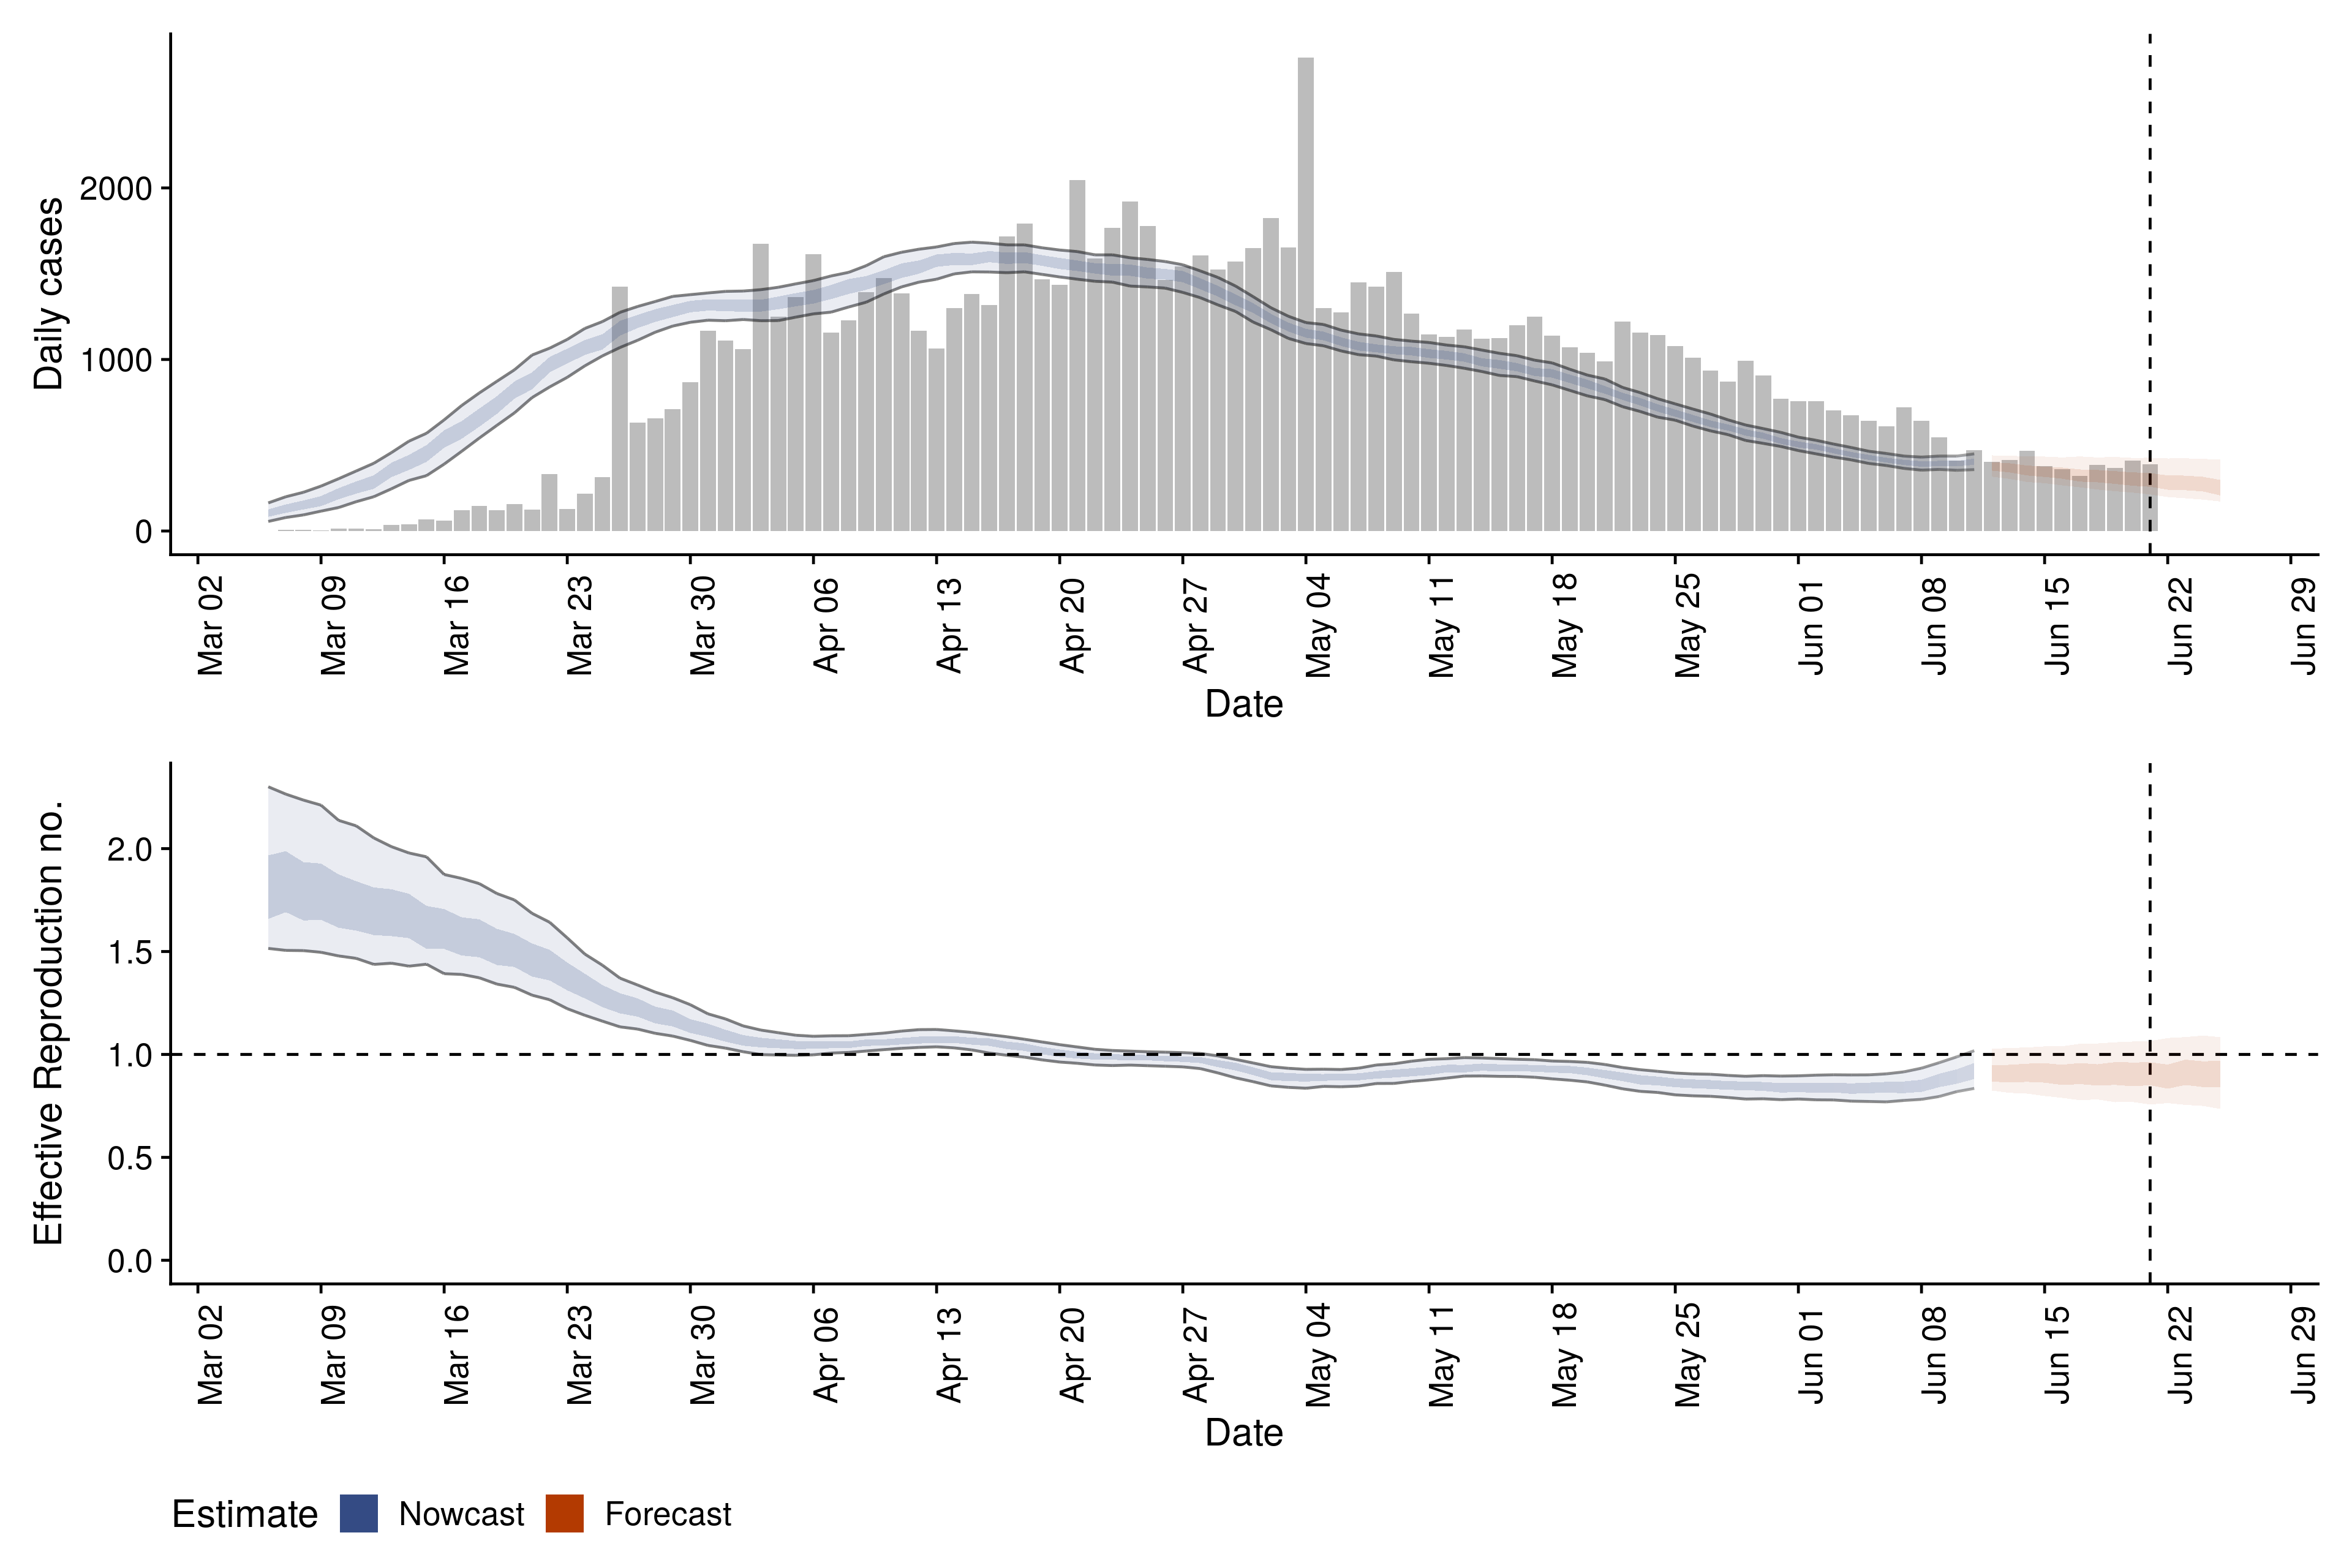 Daily cases
2000
1000
0
Mar 02 Mar 09 Mar 16 Mar 23 Mar 30 Apr 06 Apr 13 Apr 20 Apr 27 May 04 May 11 May 18 May 25 Jun 01 Jun 08 Jun 15 Jun 22 Jun 29
Date
Effective Reproduction no.
2.0
1.5
1.0
0.5
0.0
Mar 02 Mar 09 Mar 16 Mar 23 Mar 30 Apr 06 Apr 13 Apr 20 Apr 27 May 04 May 11 May 18 May 25 Jun 01 Jun 08 Jun 15 Jun 22 Jun 29
Date
Estimate Nowcast Forecast